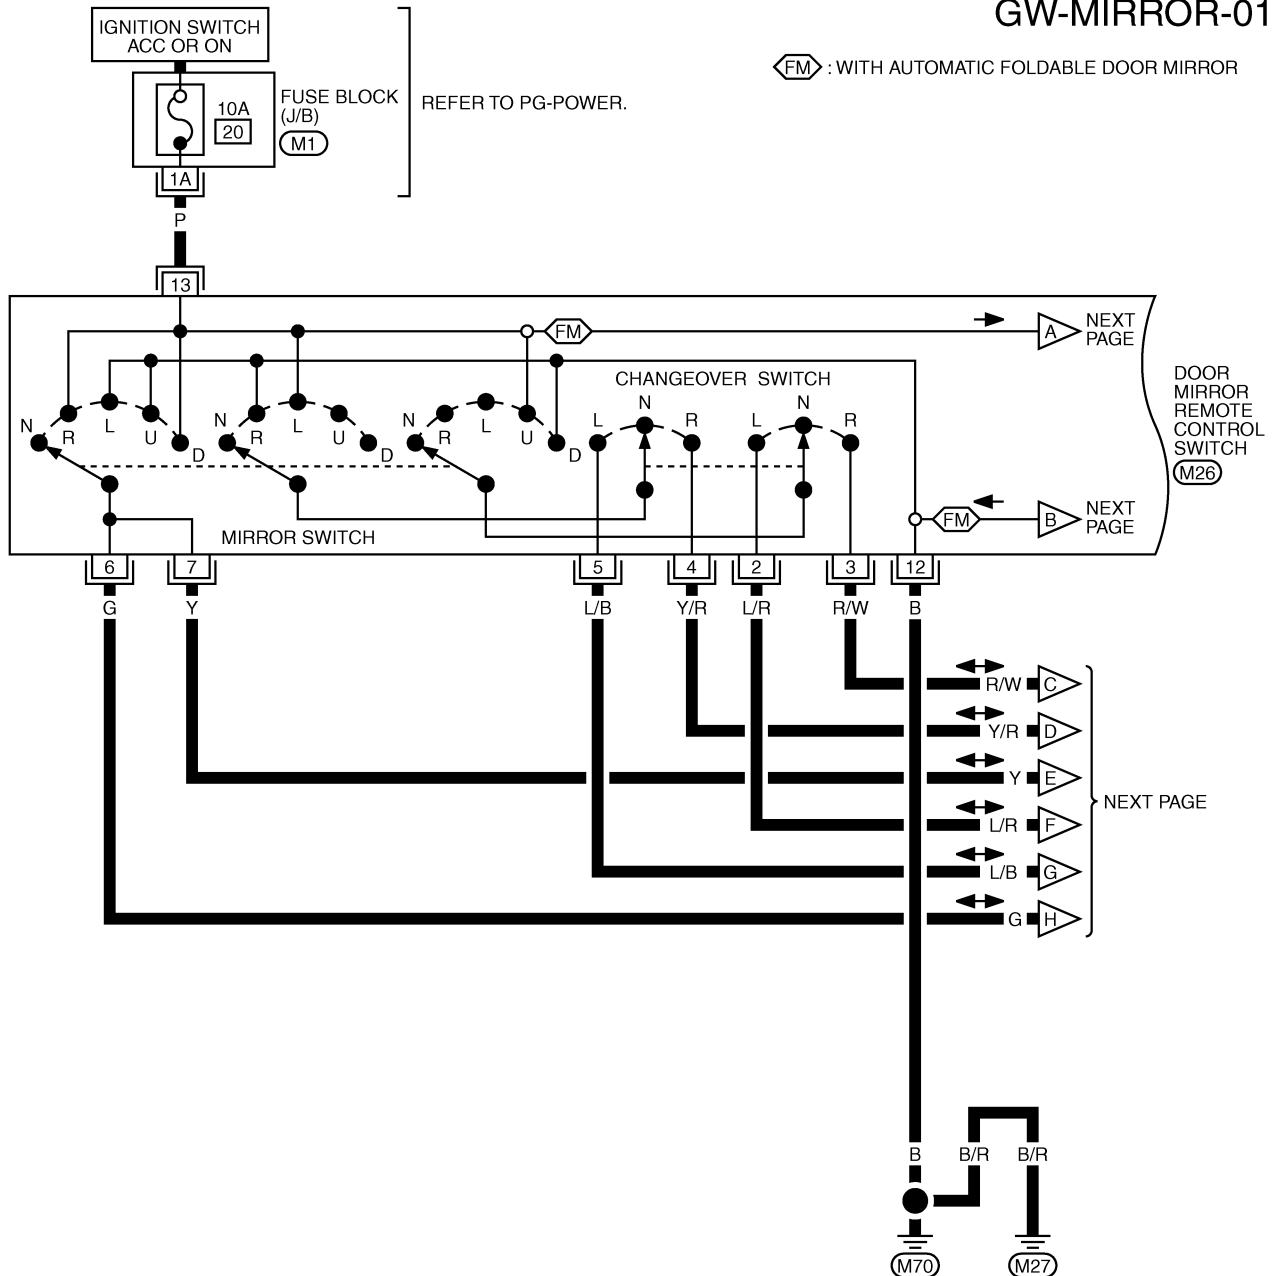 GW-MIRROR-01
IGNITION SWITCH
ACC OR ON
FM : WITH AUTOMATIC FOLDABLE DOOR MIRROR
10A
20
FUSE BLOCK
(J/B)
M1
REFER TO PG-POWER.
1A
P
13
FM
A
NEXT
PAGE
CHANGEOVER SWITCH
DOOR
MIRROR
REMOTE
CONTROL
SWITCH
M26
N R L U D
N R L U D
N R L U D
L N R
L N R
MIRROR SWITCH
FM
B
NEXT
PAGE
6 7 5 4 2 3 12
G Y L/B Y/R L/R R/W B
R/W C
Y/R D
Y E
L/R F
L/B G
G H
NEXT PAGE
B B/R B/R
M70 M27